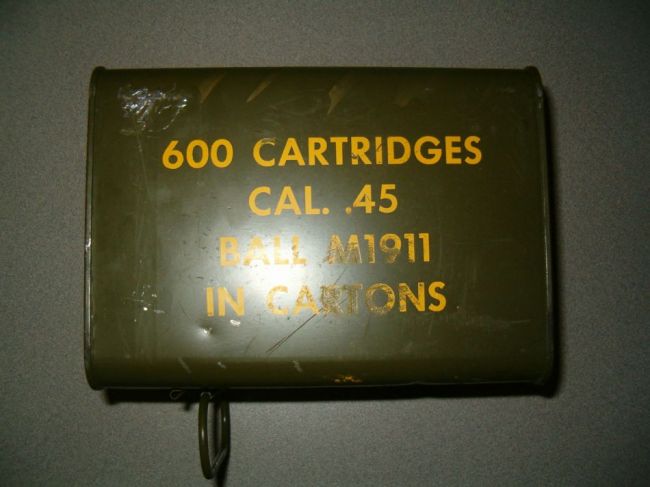 600 CARTRIDGES
CAL. .45
BALL M1911
IN CARTONS